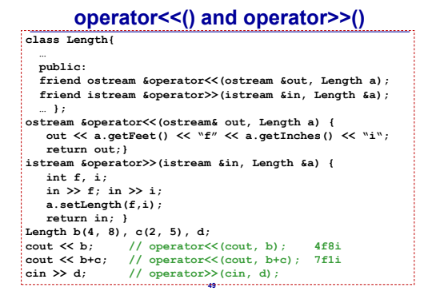 operator<<() and operator>>()
class Length{
…
public:
friend ostream &operator<<(ostream &out, Length a);
friend istream &operator>>(istream &in, Length &a);
… };
ostream &operator<<(ostream& out, Length a) {
out << a.getFeet() << “f” << a.getInches() << “i“;
return out;}
istream &operator>>(istream &in, Length &a) {
int f, i;
in >> f; in >> i;
a.setLength(f,i);
return in; }
Length b(4, 8), c(2, 5), d;
cout << b; // operator<<(cout, b); 4f8i
cout << b+c; // operator<<(cout, b+c); 7f1i
cin >> d; // operator>>(cin, d);
49